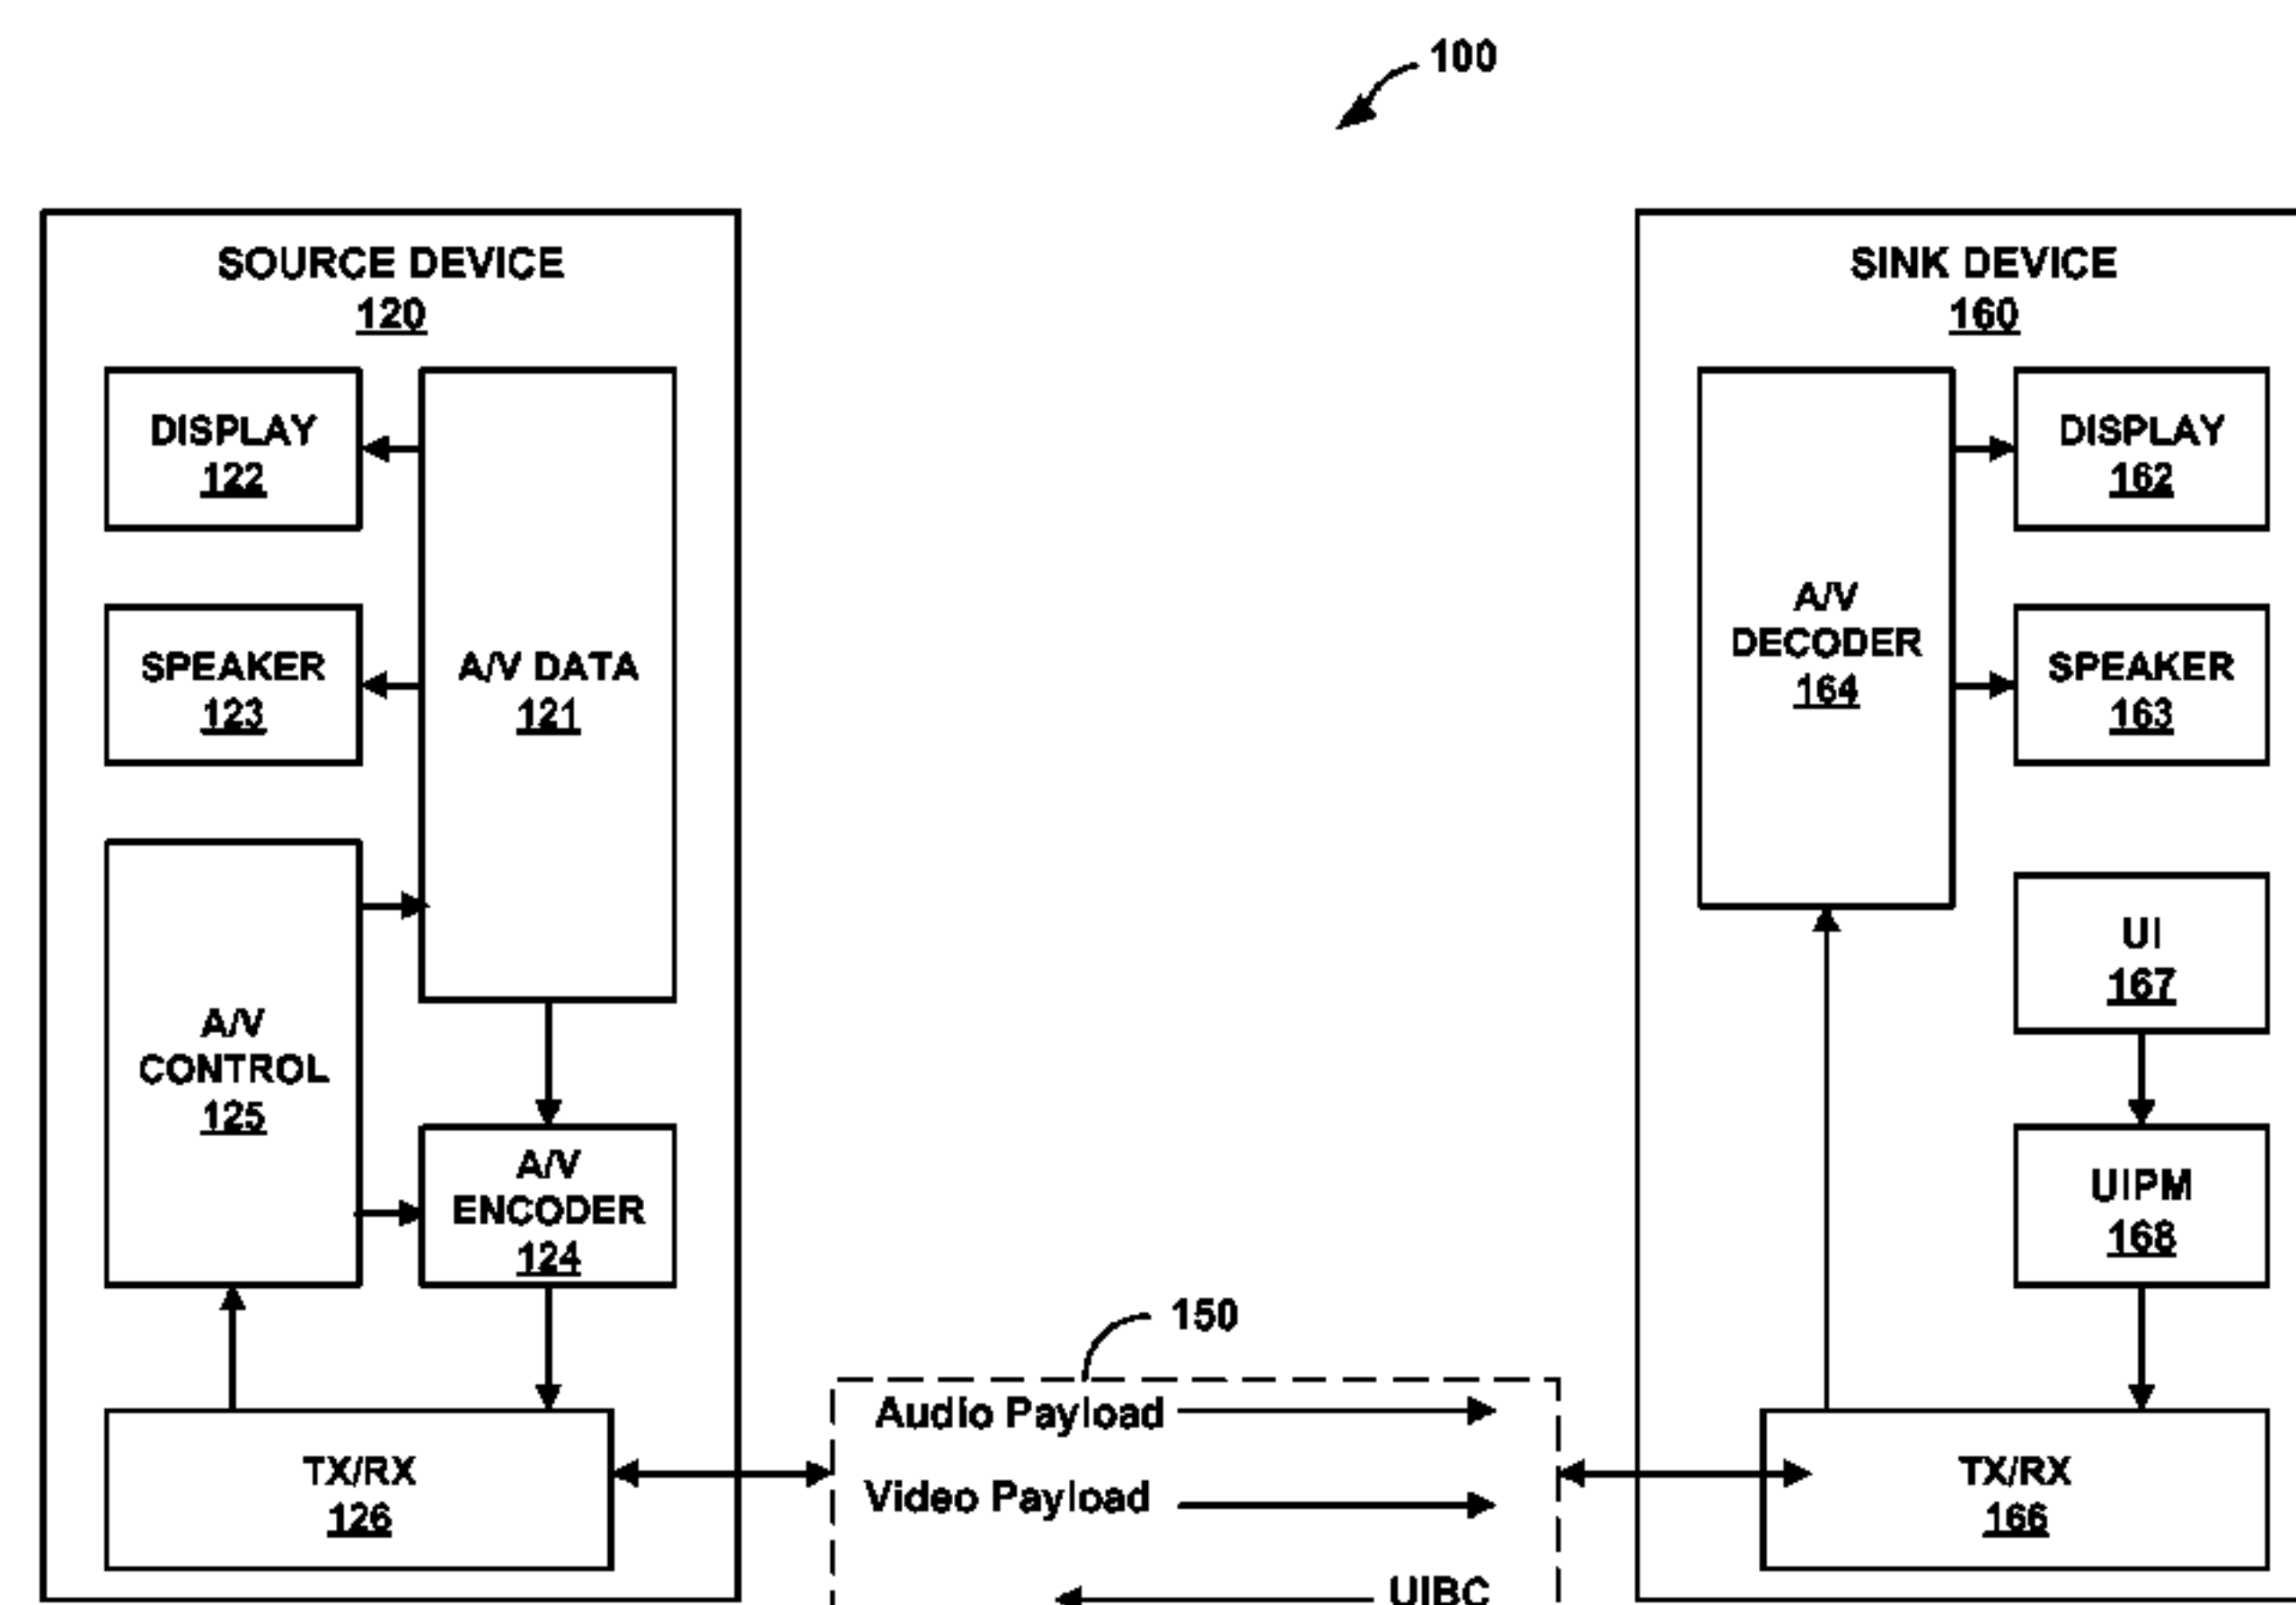 100
SOURCE DEVICE
120
DISPLAY
122
SPEAKER
123
A/V DATA
121
A/V
CONTROL
125
A/V
ENCODER
124
TX/RX
126
150
Audio Payload
Video Payload
UIBC
SINK DEVICE
160
A/V
DECODER
164
DISPLAY
162
SPEAKER
163
UI
167
UIPM
168
TX/RX
166